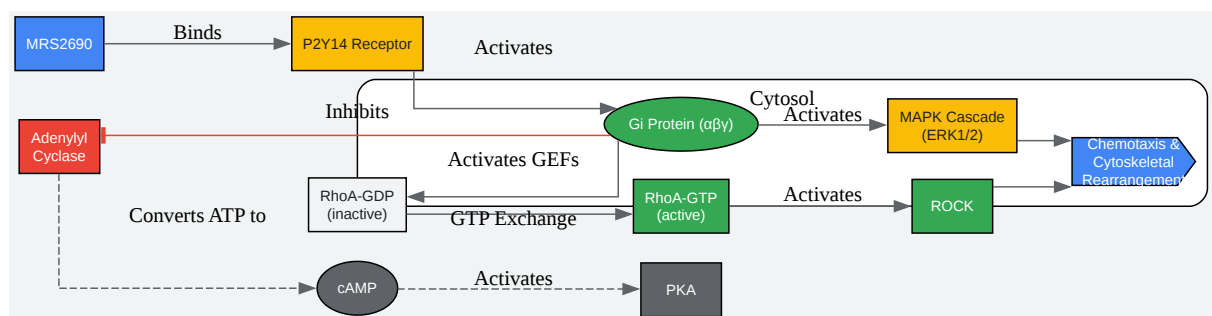 MRS2690
Binds
P2Y14 Receptor
Activates
Inhibits
Cytosol
Activates
Gi Protein (αβγ)
MAPK Cascade
(ERK1/2)
Adenylyl
Cyclase
Chemotaxis &
Cytoskeletal
Rearrangement
Activates GEFs
RhoA-GDP
(inactive)
GTP Exchange
RhoA-GTP
(active)
Activates
ROCK
Converts ATP to
cAMP
Activates
PKA